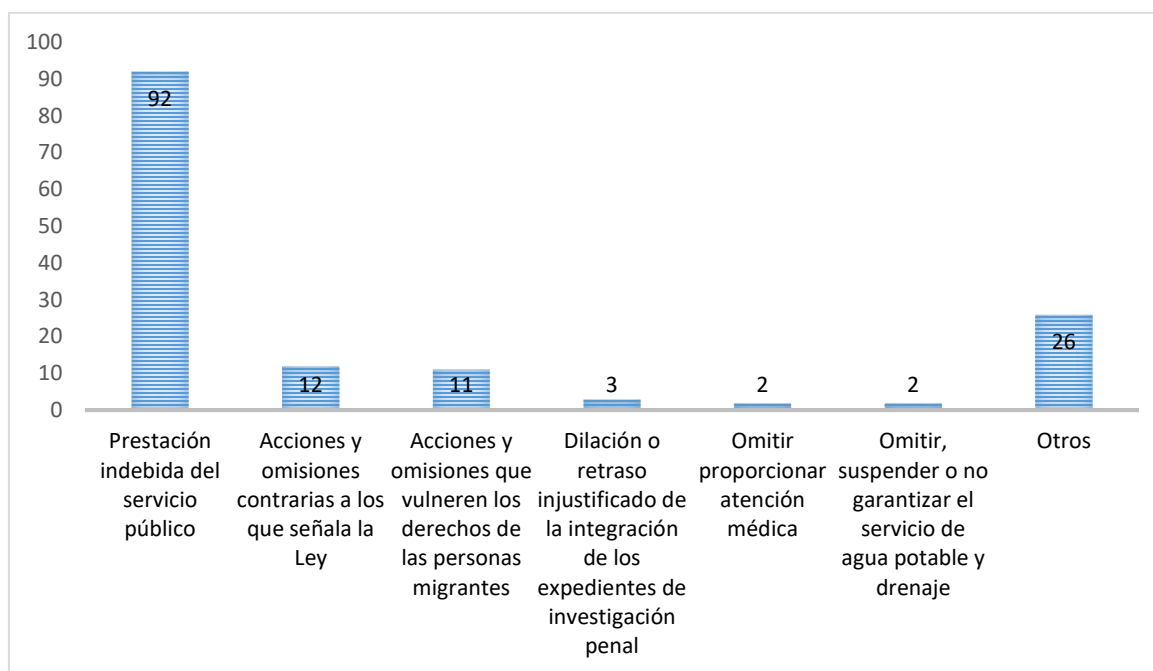 100
90
80
70
60
50
40
30
20
10
0
92
12
11
3
2
2
26
Prestación
indebida del
servicio
público
Acciones y
omisiones
contrarias a los
que señala la
Ley
Acciones y
omisiones que
vulneren los
derechos de
las personas
migrantes
Dilación o
retraso
injustificado de
la integración
de los
expedientes de
investigación
penal
Omitir
proporcionar
atención
médica
Omitir,
suspender o no
garantizar el
servicio de
agua potable y
drenaje
Otros